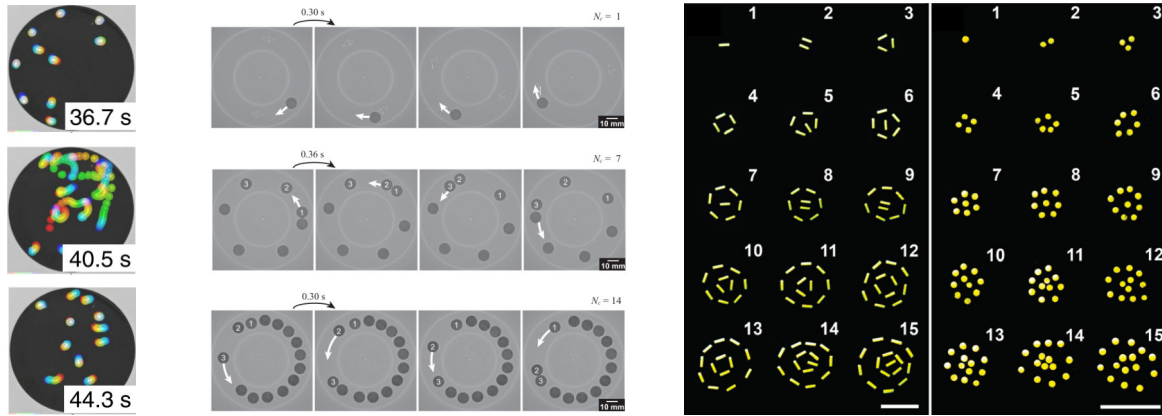 36.7 s
40.5 s
44.3 s
0.30 s
N_c = 1
10 mm
0.36 s
N_c = 7
3 2 1
3 2 1
3 2 1
2 1 3
10 mm
0.30 s
N_c = 14
2 1 3
1 2 3
1 2 3
1 2 3
10 mm
1 2 3
4 5 6
7 8 9
10 11 12
13 14 15
1 2 3
4 5 6
7 8 9
10 11 12
13 14 15